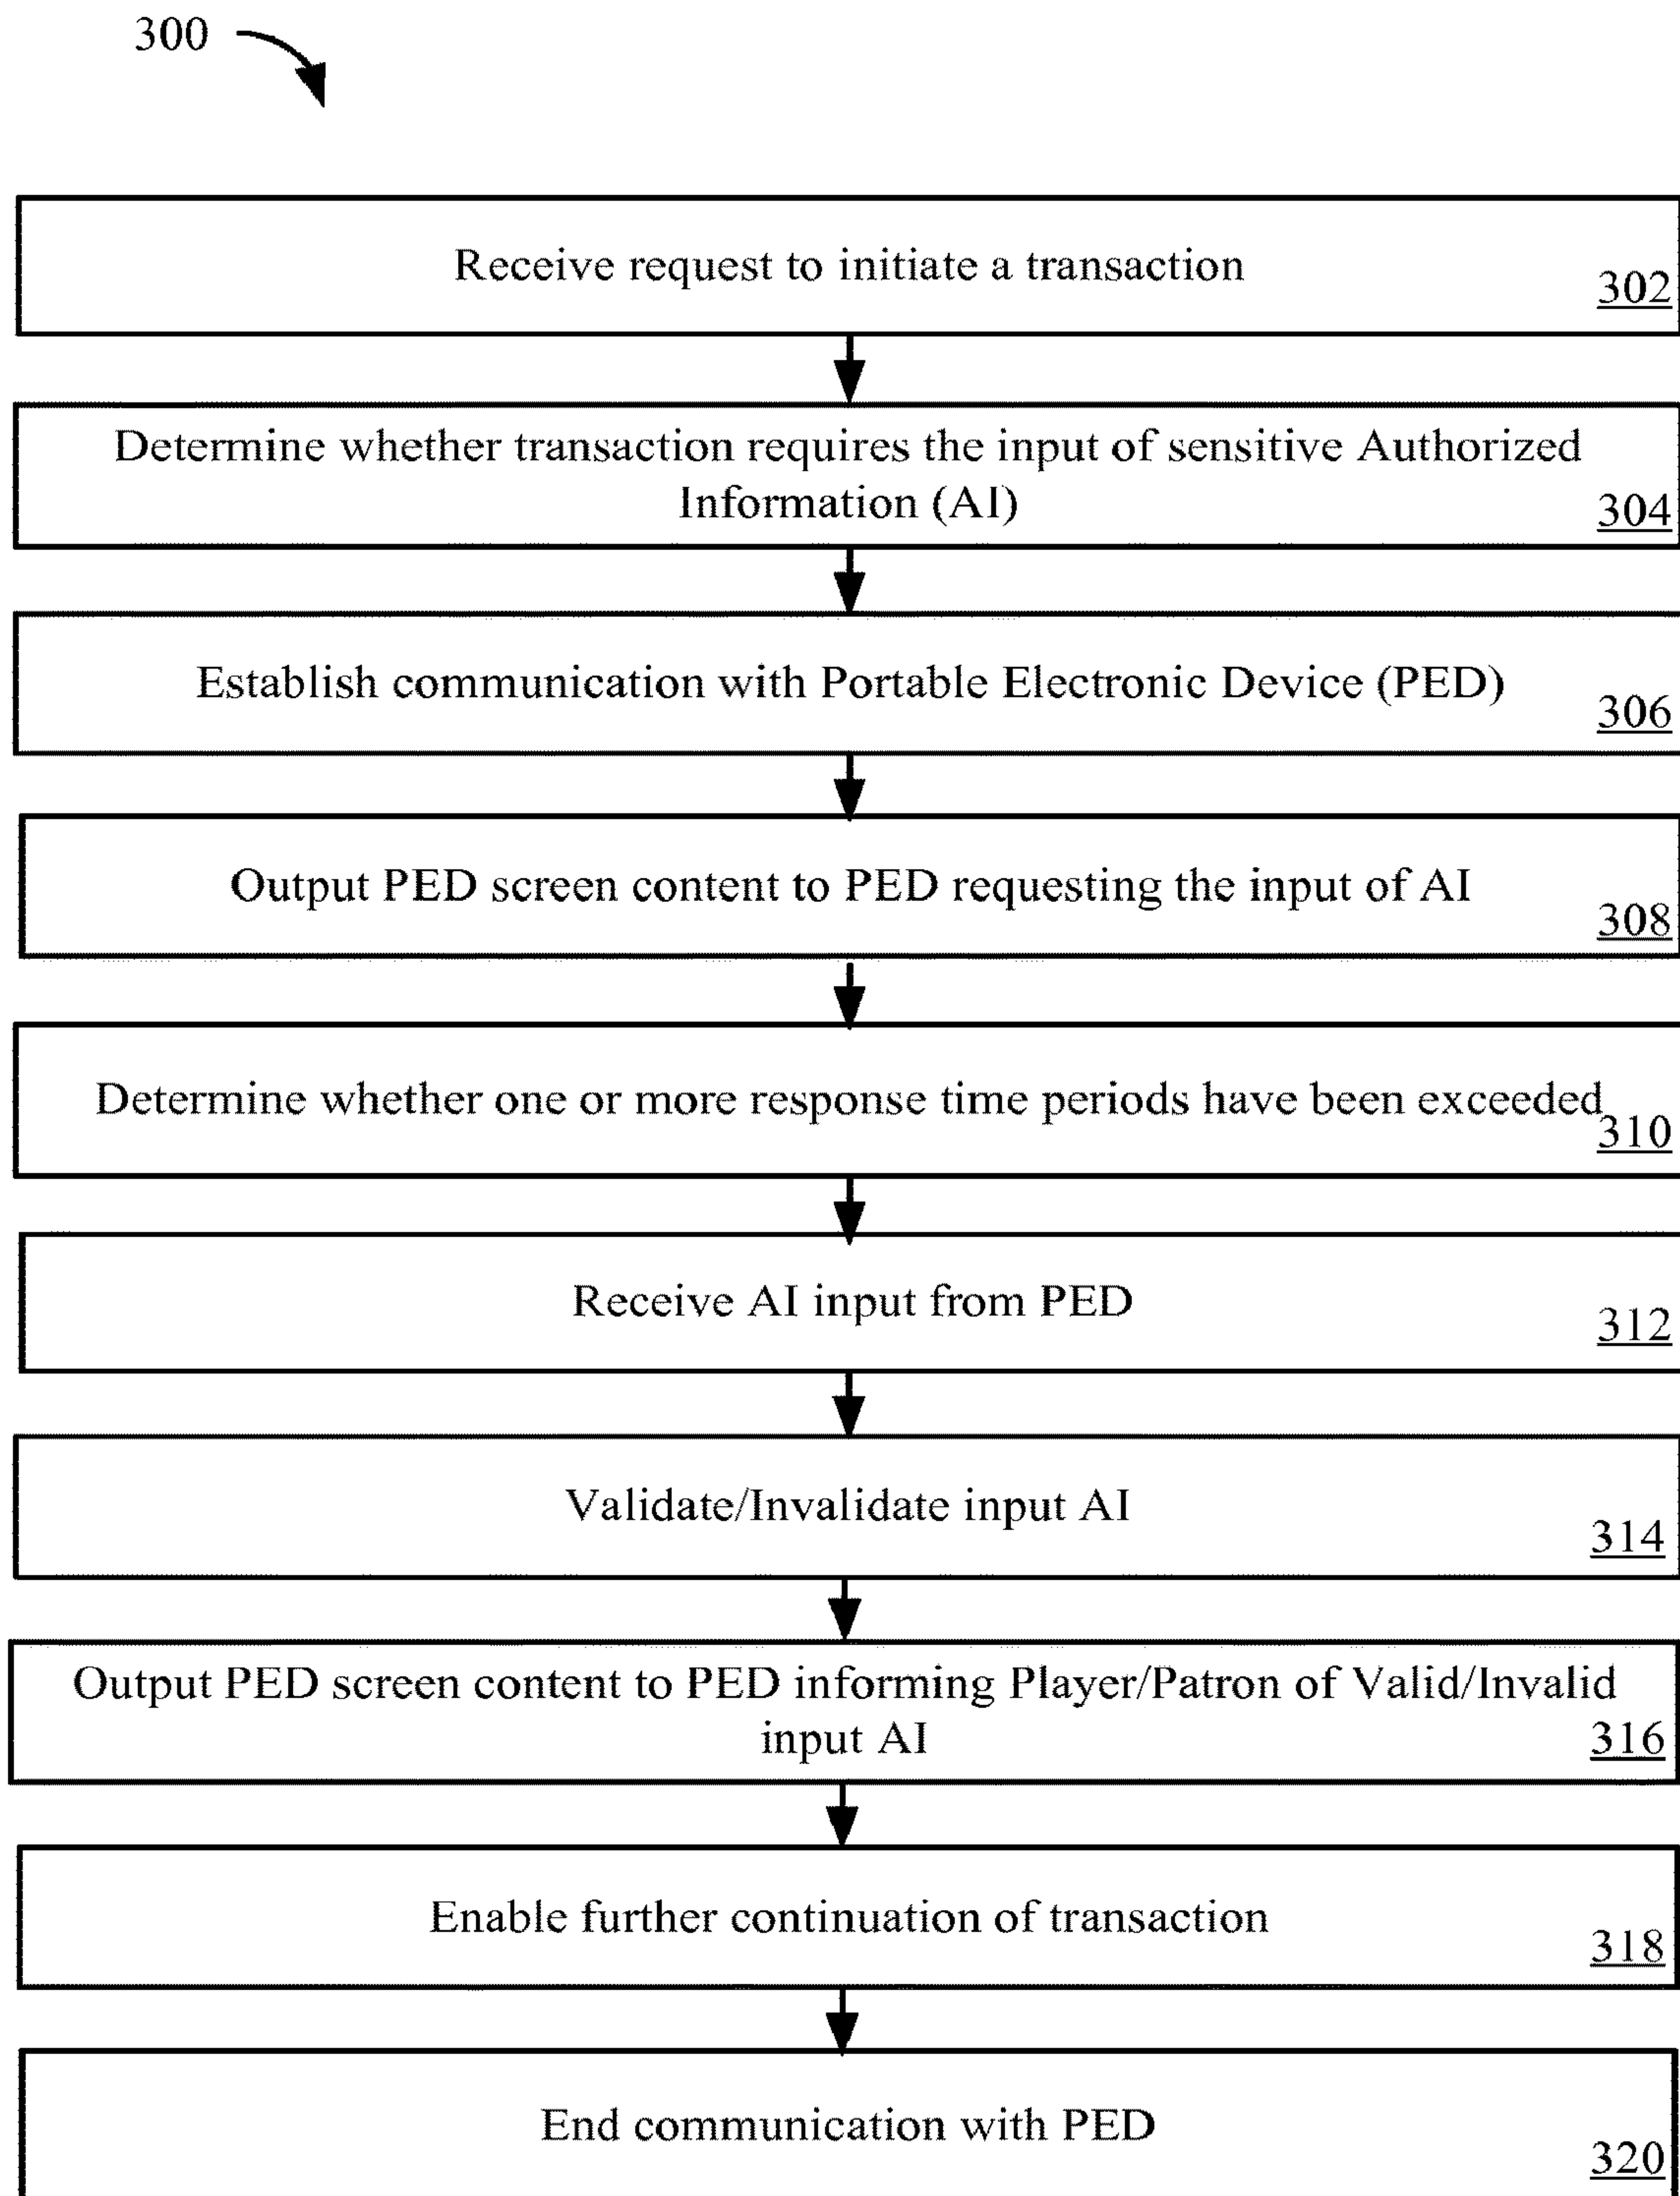 300
Receive request to initiate a transaction
302
Determine whether transaction requires the input of sensitive Authorized
Information (AI)
304
Establish communication with Portable Electronic Device (PED)
306
Output PED screen content to PED requesting the input of AI
308
Determine whether one or more response time periods have been exceeded
310
Receive AI input from PED
312
Validate/Invalidate input AI
314
Output PED screen content to PED informing Player/Patron of Valid/Invalid
input AI
316
Enable further continuation of transaction
318
End communication with PED
320